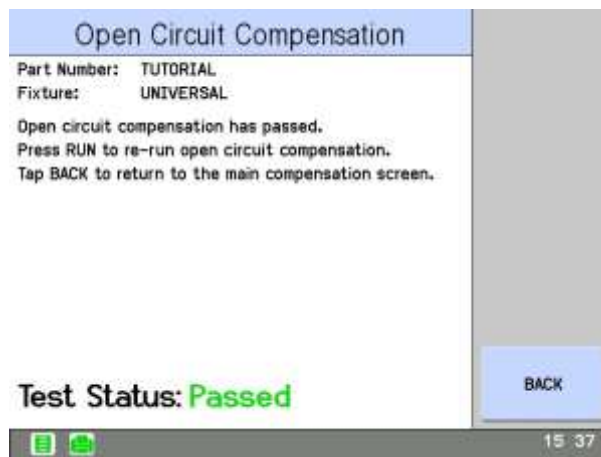 Open Circuit Compensation
Part Number: TUTORIAL
Fixture: UNIVERSAL
Open circuit compensation has passed.
Press RUN to re-run open circuit compensation.
Tap BACK to return to the main compensation screen.
Test Status: Passed
BACK
15 37